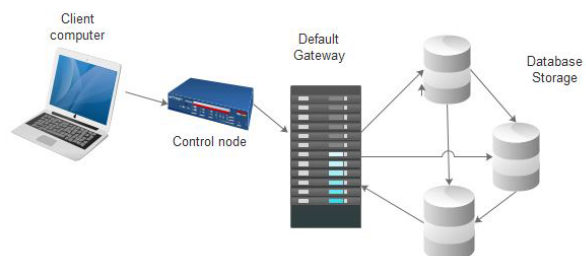 Client
computer
Control node
Default
Gateway
Database
Storage